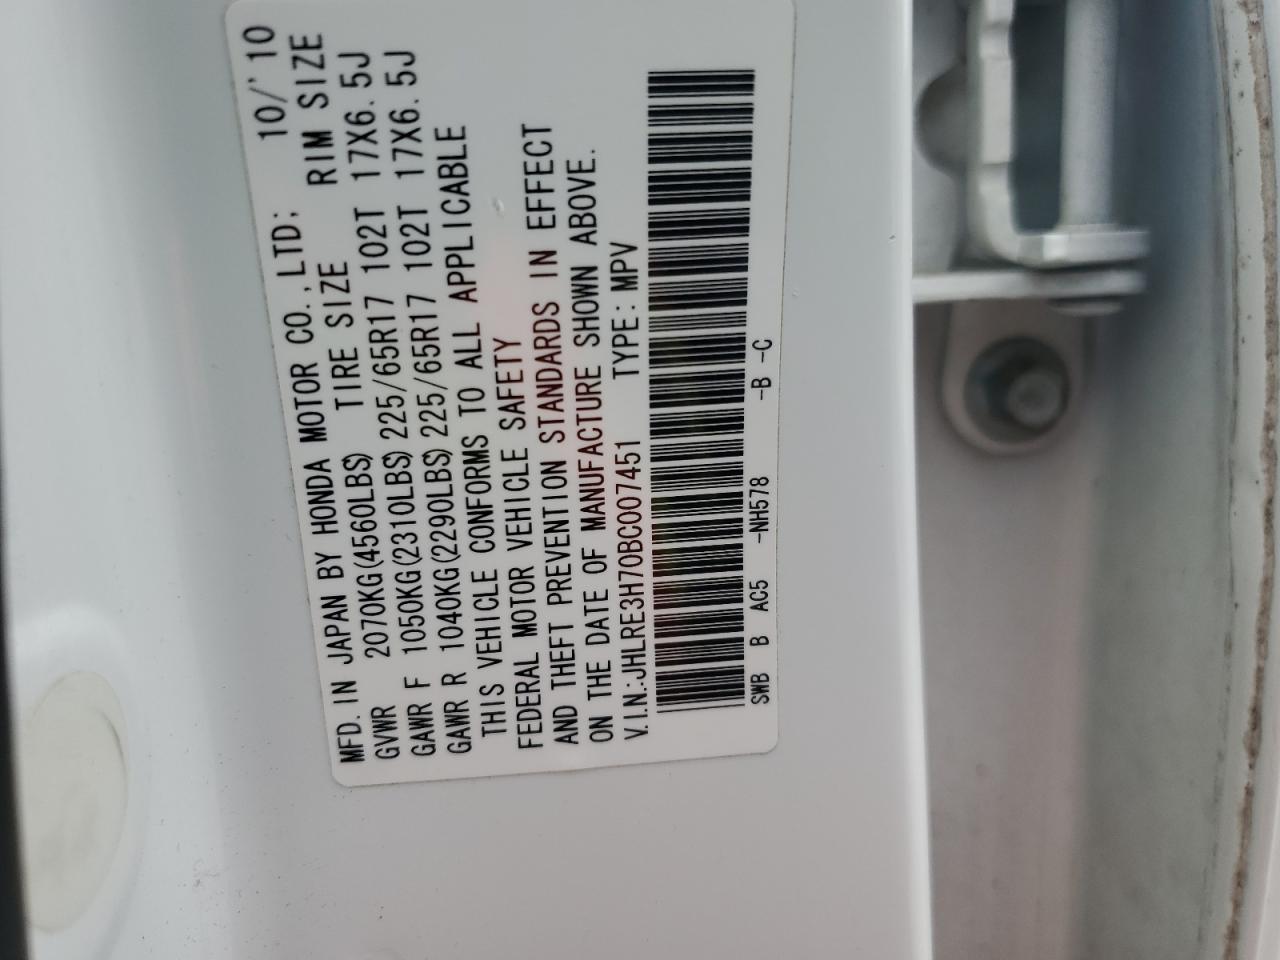 MFD. IN JAPAN BY HONDA MOTOR CO., LTD; 10/'10
GVWR 2070KG(4560LBS) TIRE SIZE RIM SIZE
GAWR F 1050KG(2310LBS) 225/65R17 102T 17X6.5J
GAWR R 1040KG(2290LBS) 225/65R17 102T 17X6.5J
THIS VEHICLE CONFORMS TO ALL APPLICABLE
FEDERAL MOTOR VEHICLE SAFETY
AND THEFT PREVENTION STANDARDS IN EFFECT
ON THE DATE OF MANUFACTURE SHOWN ABOVE.
V.I.N.:JHLRE3H70BC007451 TYPE: MPV
SWB B AC5 -NH578 -B -C